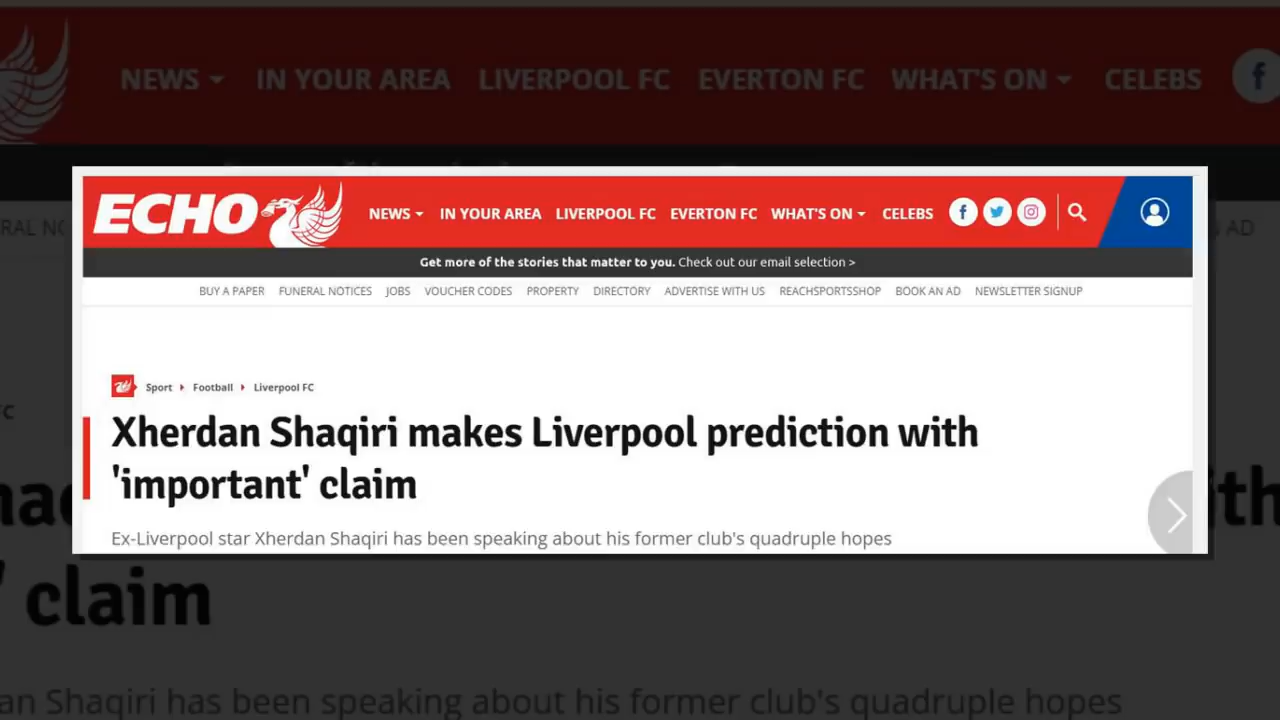 NEWS IN YOUR AREA LIVERPOOL FC EVERTON FC WHAT'S ON CELEBS
ECHO NEWS IN YOUR AREA LIVERPOOL FC EVERTON FC WHAT'S ON CELEBS
Get more of the stories that matter to you. Check out our email selection >
BUY A PAPER FUNERAL NOTICES JOBS VOUCHER CODES PROPERTY DIRECTORY ADVERTISE WITH US REACHSPORTSSHOP BOOK AN AD NEWSLETTER SIGNUP
AD
Sport Football Liverpool FC
Xherdan Shaqiri makes Liverpool prediction with
'important' claim
Ex-Liverpool star Xherdan Shaqiri has been speaking about his former club's quadruple hopes
' claim
an Shaqiri has been speaking about his former club's quadruple hopes